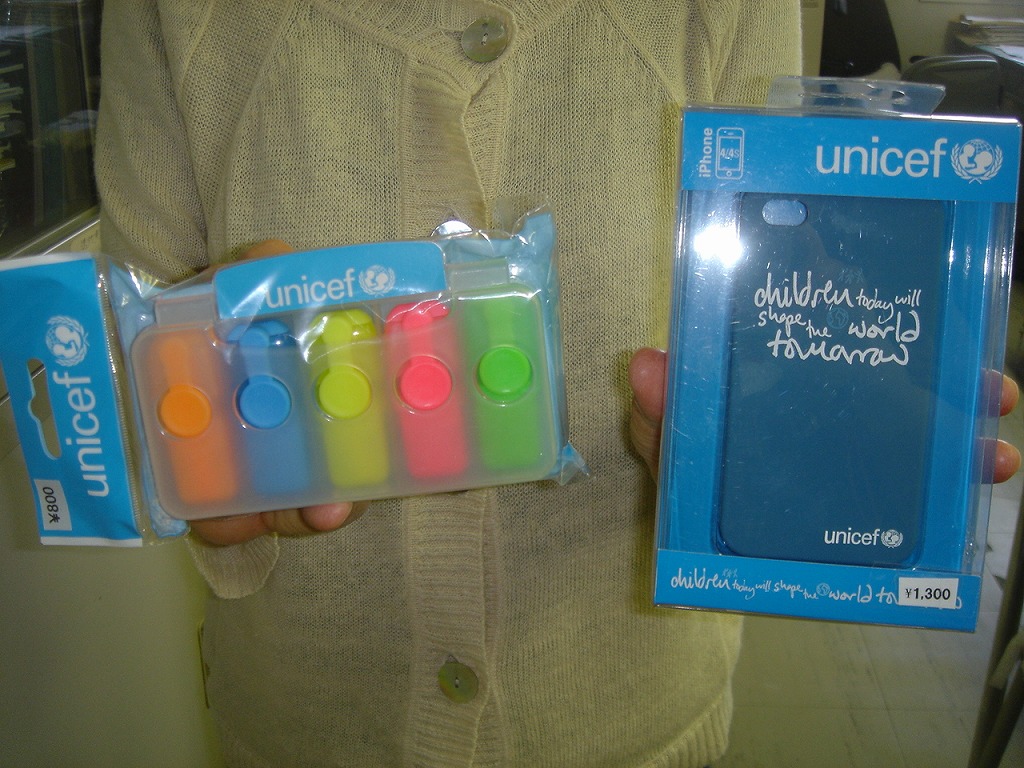 unicef
¥800
unicef
iPhone
4/4S
unicef
children today will
shape the world
tomorrow
unicef
children today will shape the world
¥1,300